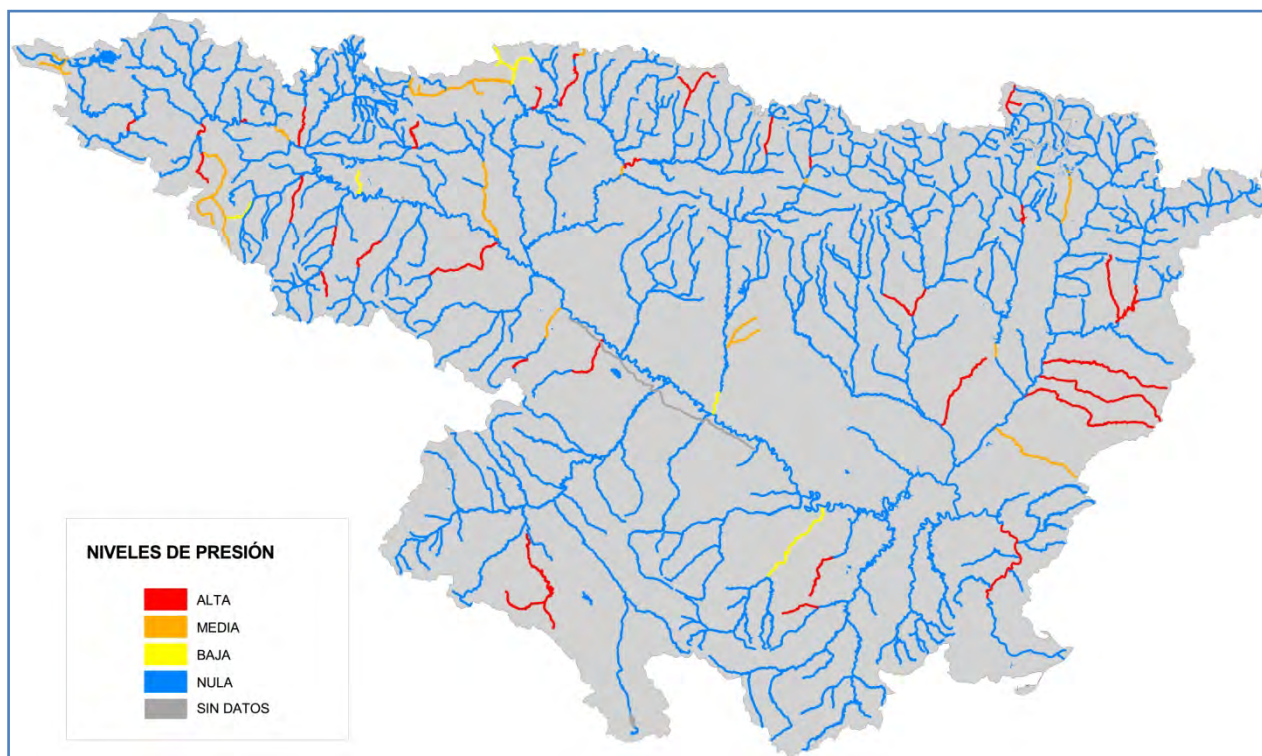 NIVELES DE PRESIÓN
ALTA
MEDIA
BAJA
NULA
SIN DATOS